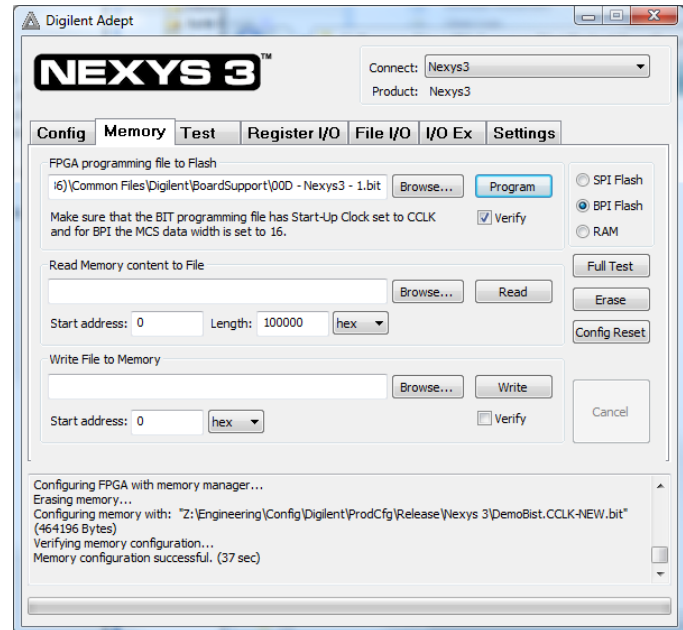 Digilent Adept
NEXYS 3™
Connect: Nexys3
Product: Nexys3
Config Memory Test Register I/O File I/O I/O Ex Settings
FPGA programming file to Flash
36)\Common Files\Digilent\BoardSupport\00D - Nexys3 - 1.bit Browse... Program
Make sure that the BIT programming file has Start-Up Clock set to CCLK
and for BPI the MCS data width is set to 16.
Verify
SPI Flash
BPI Flash
RAM
Read Memory content to File
Browse... Read
Start address: 0 Length: 100000 hex
Full Test
Erase
Config Reset
Write File to Memory
Browse... Write
Start address: 0 hex Verify
Cancel
Configuring FPGA with memory manager...
Erasing memory...
Configuring memory with: "Z:\Engineering\Config\Digilent\ProdCfg\Release\Nexys 3\DemoBist.CCLK-NEW.bit"
(464196 Bytes)
Verifying memory configuration...
Memory configuration successful. (37 sec)